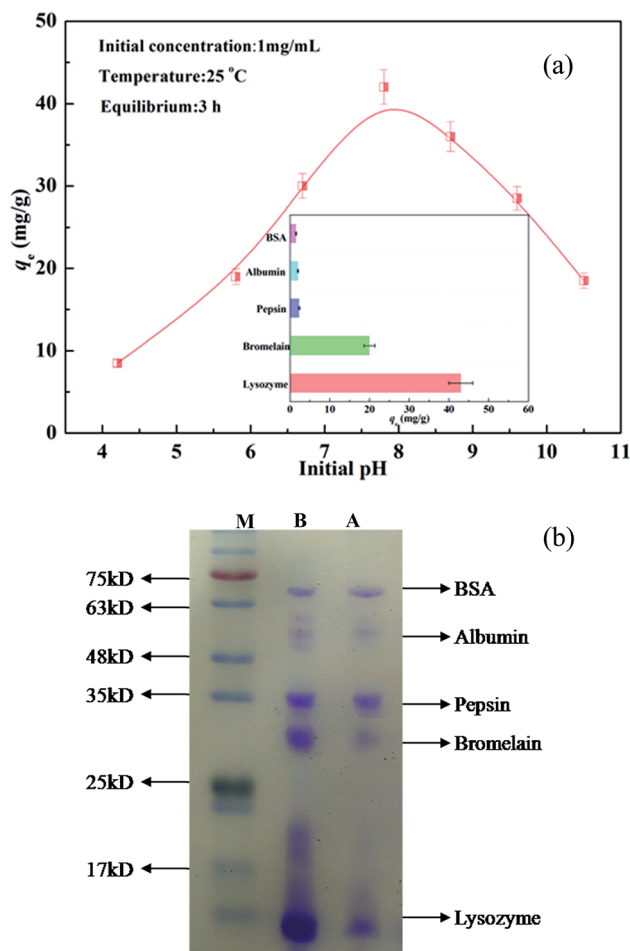 50
40
30
20
10
0
qe (mg/g)
Initial concentration:1mg/mL
Temperature:25 °C
Equilibrium:3 h
(a)
BSA
Albumin
Pepsin
Bromelain
Lysozyme
0 10 20 30 40 50 60
qe (mg/g)
4 5 6 7 8 9 10 11
Initial pH
M B A
(b)
75kD
63kD
48kD
35kD
25kD
17kD
BSA
Albumin
Pepsin
Bromelain
Lysozyme